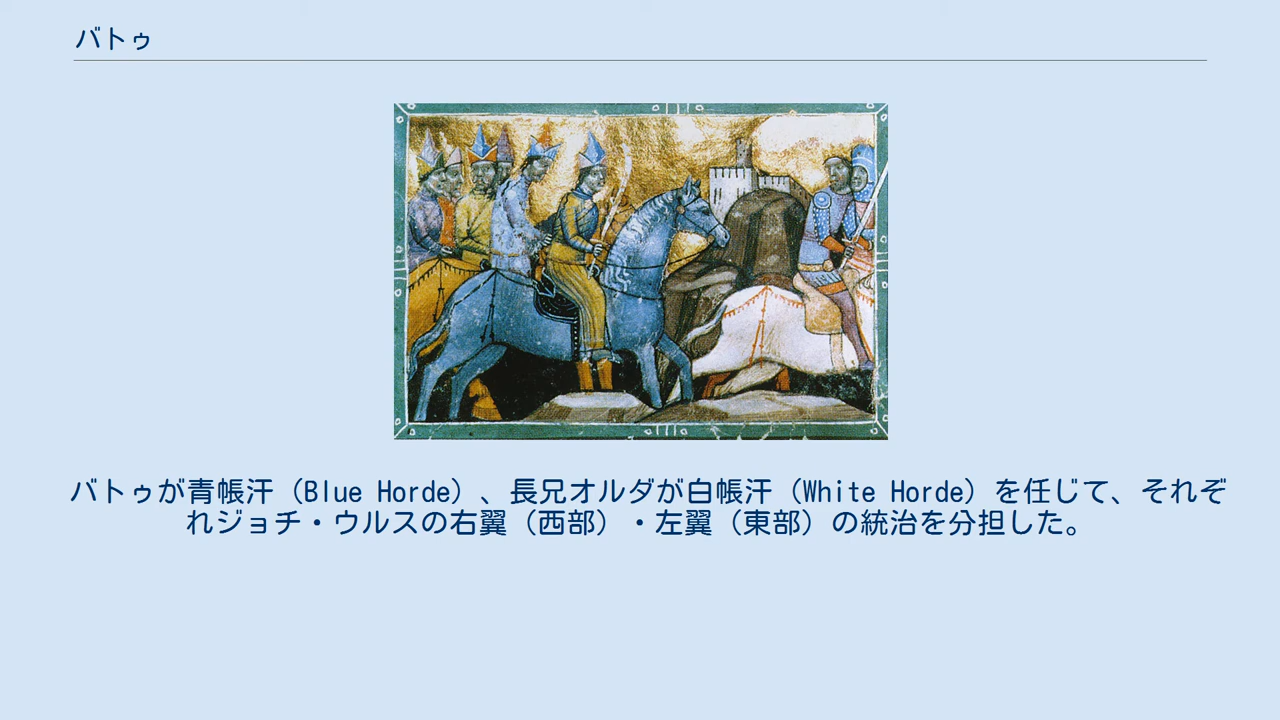 バトゥ
バトゥが青帳汗（Blue Horde）、長兄オルダが白帳汗（White Horde）を任じて、それぞ
れジョチ・ウルスの右翼（西部）・左翼（東部）の統治を分担した。